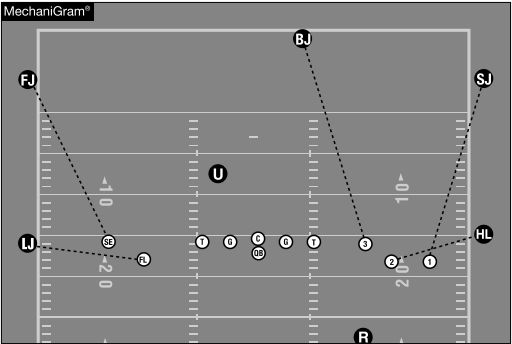 MechaniGram®
BJ
FJ
SJ
U
10
10
HL
LJ
SE
T
G
C
G
T
3
QB
FL
2
1
20
20
R